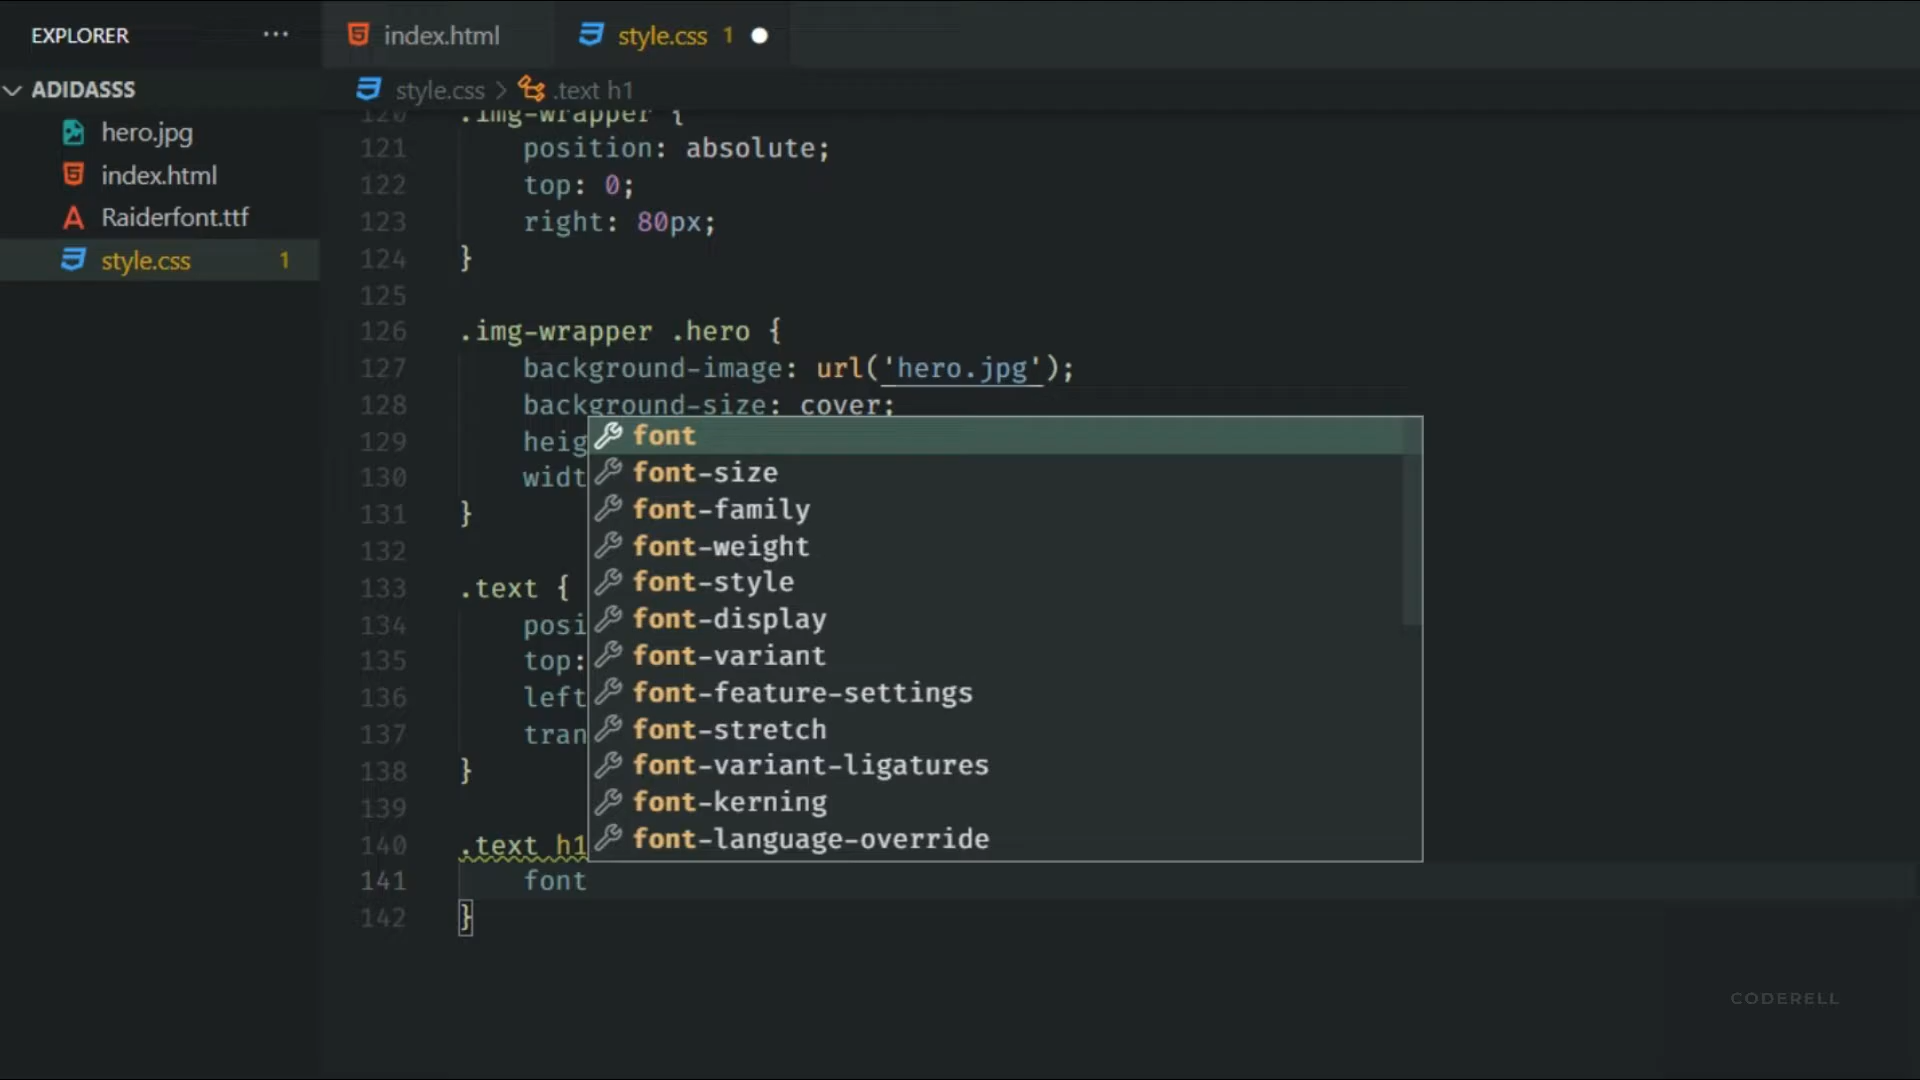 EXPLORER ···
index.html
style.css 1
ADIDASSS
hero.jpg
index.html
Raiderfont.ttf
style.css 1
style.css > .text h1
120 .img-wrapper {
121 position: absolute;
122 top: 0;
123 right: 80px;
124 }
125
126 .img-wrapper .hero {
127 background-image: url('hero.jpg');
128 background-size: cover;
129 heig
130 widt
131 }
132
133 .text {
134 posi
135 top:
136 left
137 tran
138 }
139
140 .text h1
141 font
142 }
font
font-size
font-family
font-weight
font-style
font-display
font-variant
font-feature-settings
font-stretch
font-variant-ligatures
font-kerning
font-language-override
CODERELL